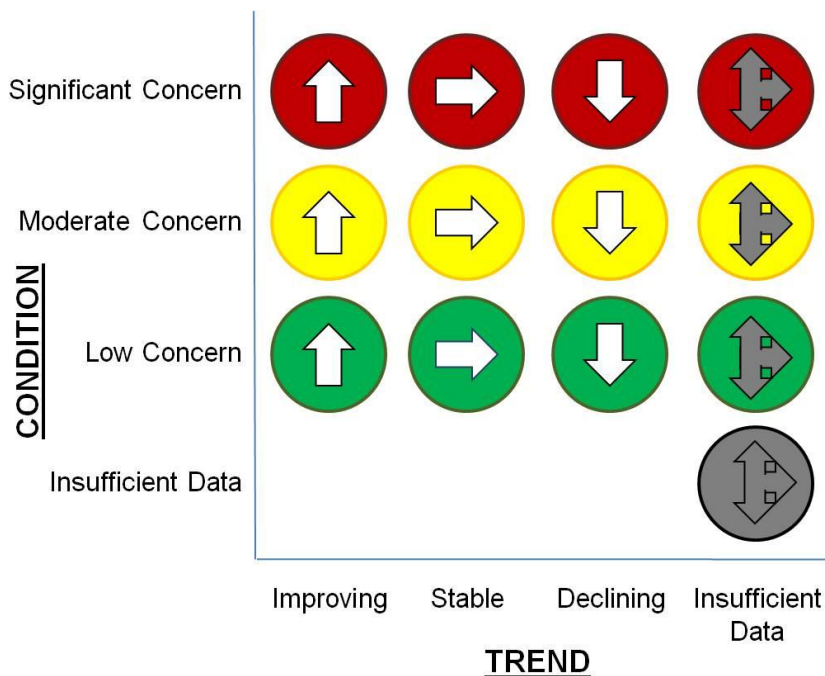 Significant Concern
Moderate Concern
CONDITION
Low Concern
Insufficient Data
Improving
Stable
Declining
Insufficient
Data
TREND